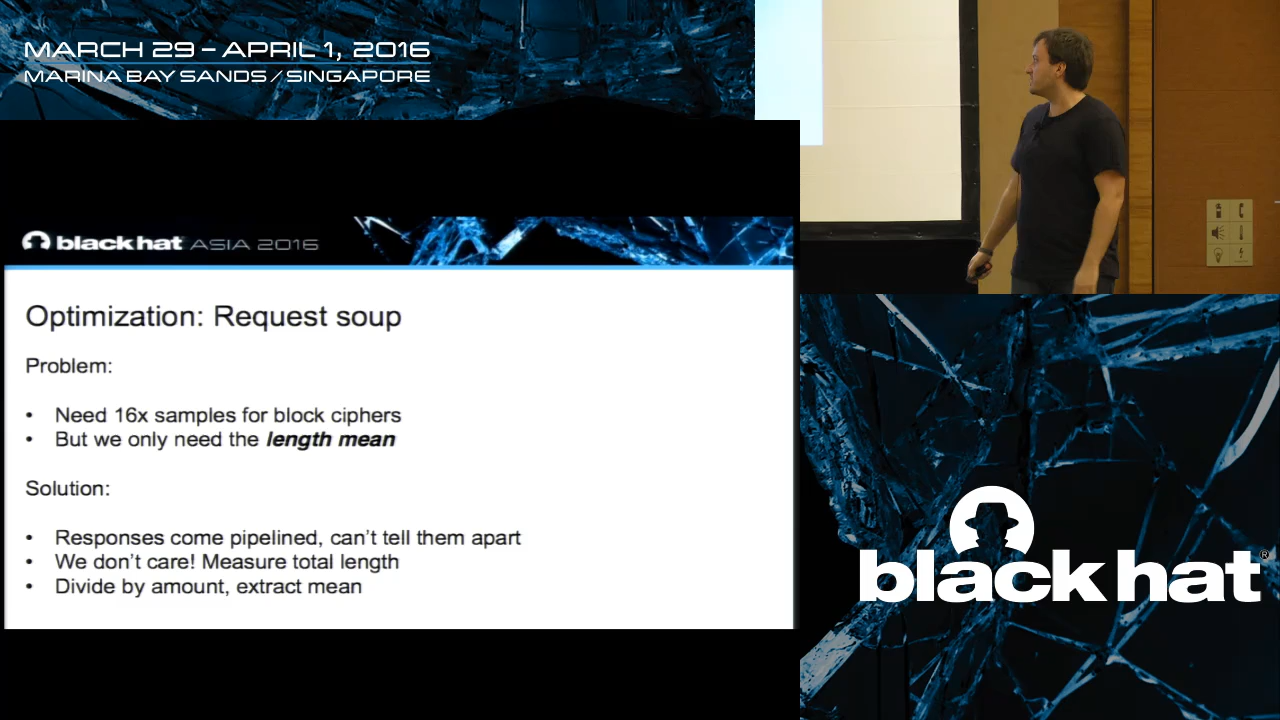 MARCH 29 – APRIL 1, 2016
MARINA BAY SANDS / SINGAPORE
black hat ASIA 2016
Optimization: Request soup
Problem:
• Need 16x samples for block ciphers
• But we only need the length mean
Solution:
• Responses come pipelined, can't tell them apart
• We don't care! Measure total length
• Divide by amount, extract mean
black hat®